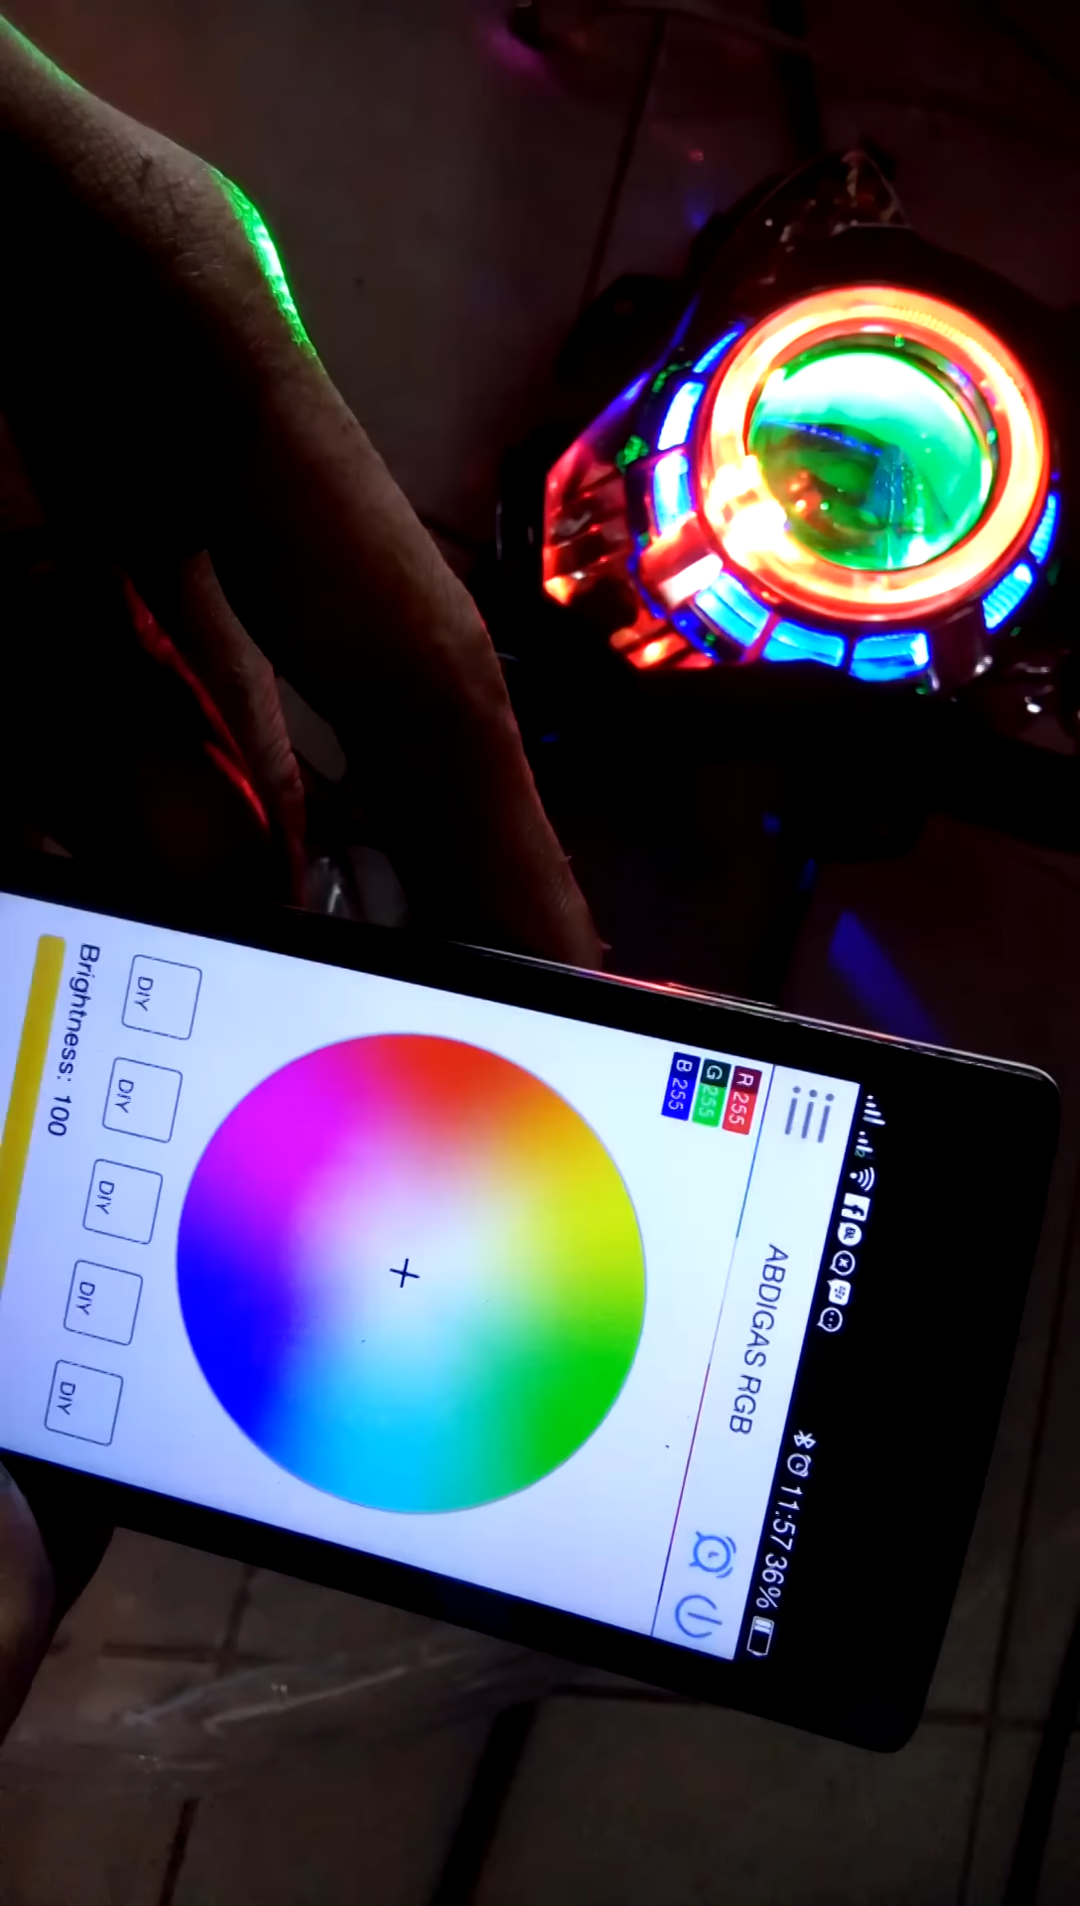 11:57 36%
ABDIGAS RGB
R 255
G 255
B 255
DIY DIY DIY DIY DIY
Brightness: 100